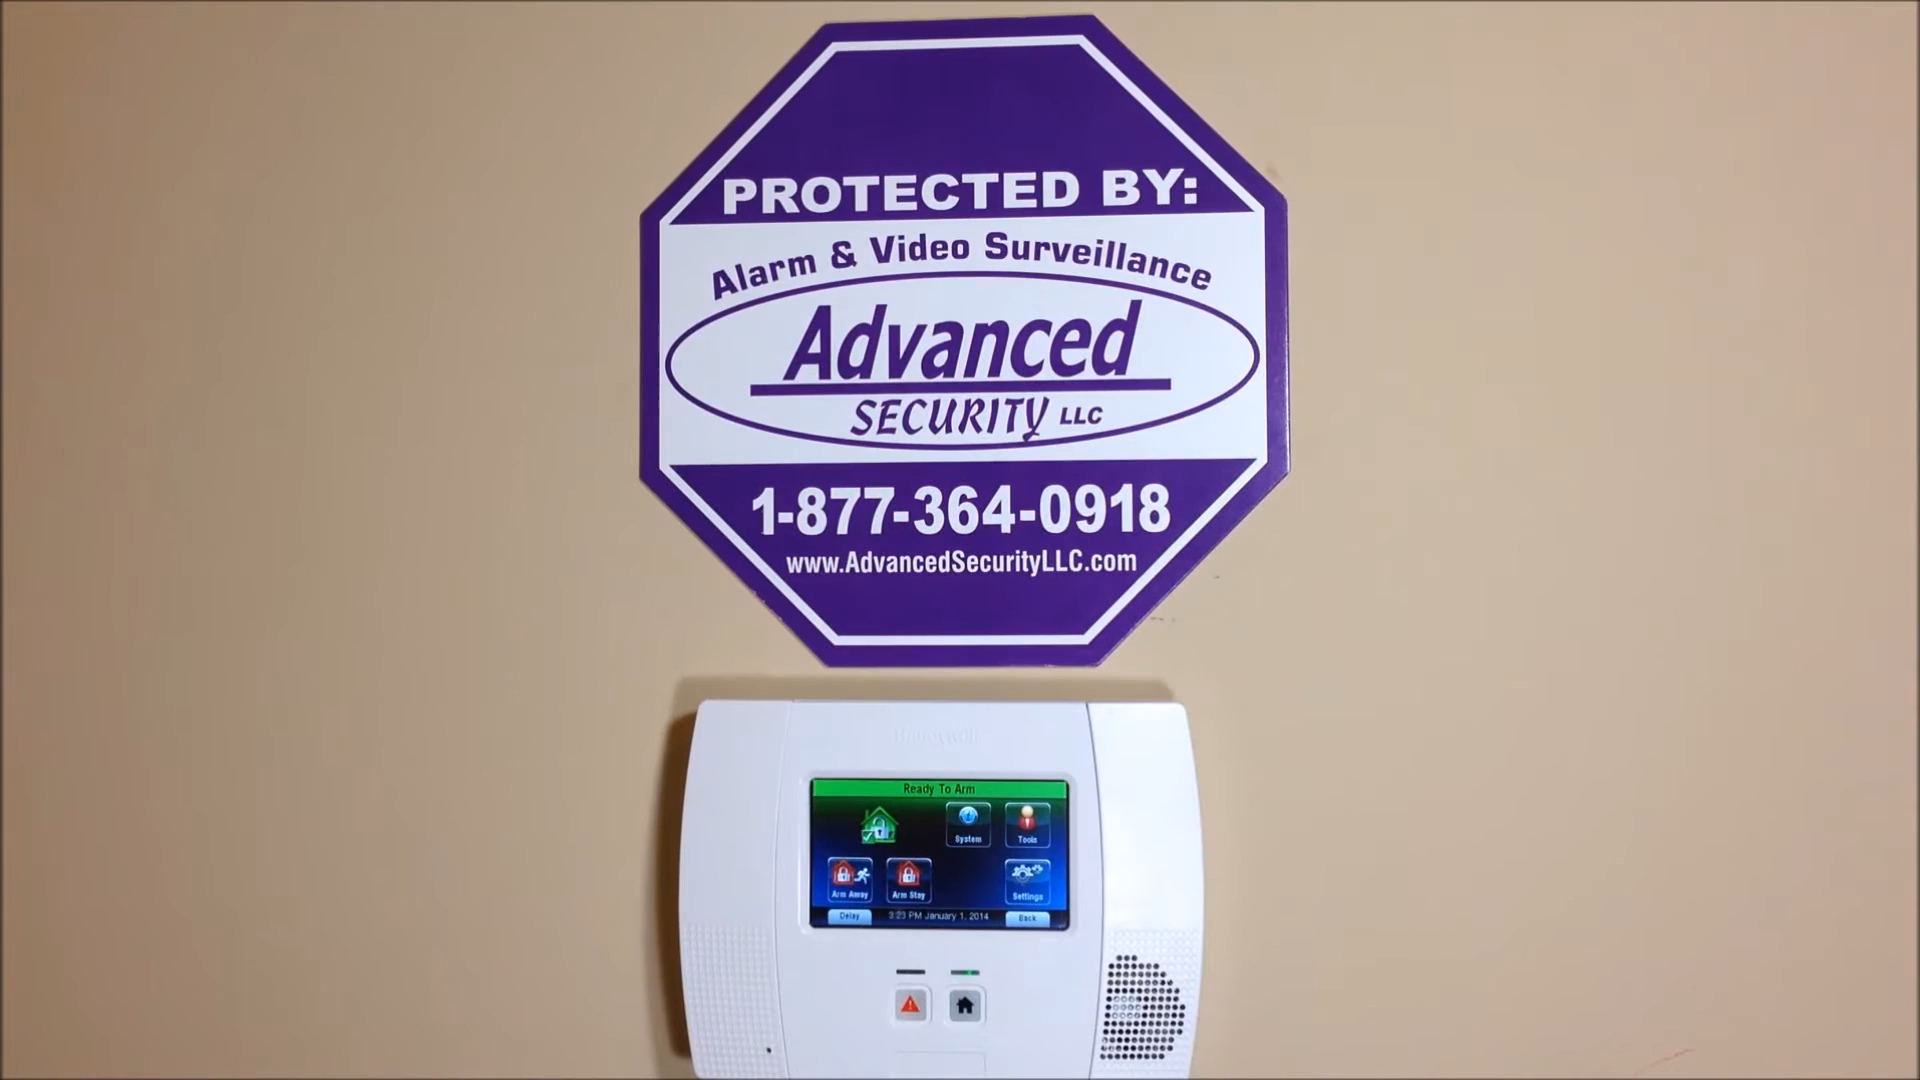 PROTECTED BY:
Alarm & Video Surveillance
Advanced
SECURITY LLC
1-877-364-0918
www.AdvancedSecurityLLC.com
Honeywell
Ready To Arm
System
Tools
Arm Away
Arm Stay
Settings
Delay
3:23 PM January 1, 2014
Back